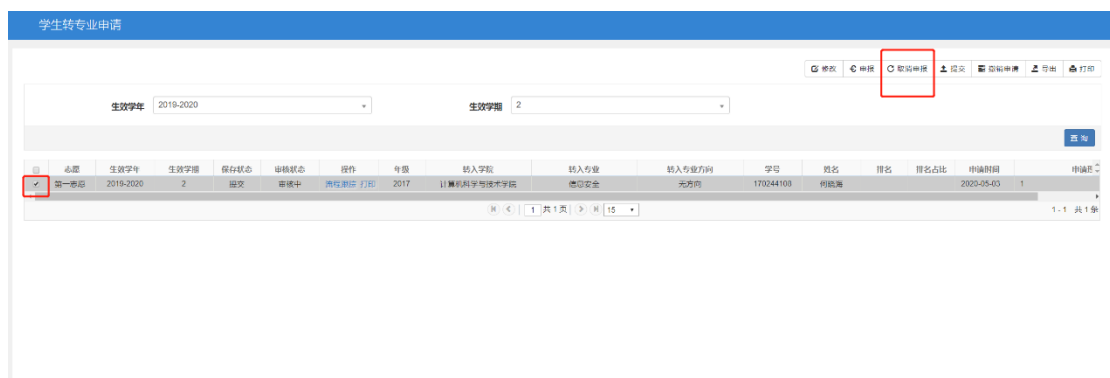 学生转专业申请
修改 申报 取消申报 提交 撤销申请 导出 打印
生效学年 2019-2020 生效学期 2
查询
志愿 生效学年 生效学期 保存状态 审核状态 操作 年级 转入学院 转入专业 转入专业方向 学号 姓名 排名 排名占比 申请时间 申请理
第一志愿 2019-2020 2 提交 审核中 流程跟踪 打印 2017 计算机科学与技术学院 信息安全 无方向 170244108 2020-05-03 1
1 共1页 15
1-1 共1条